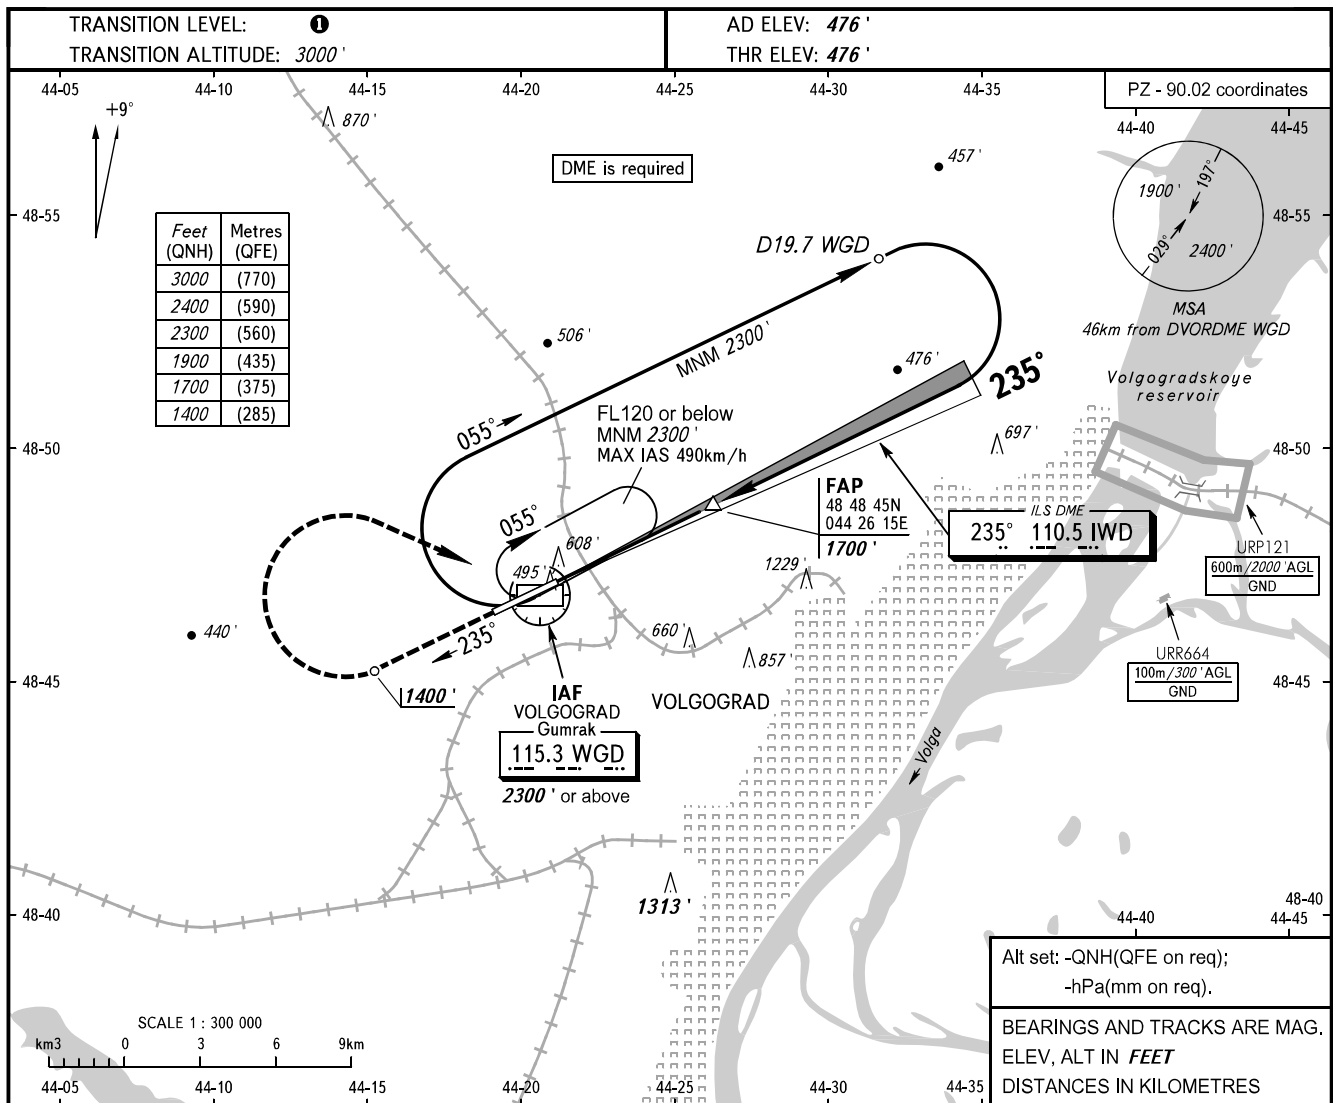 TRANSITION LEVEL: ❶
TRANSITION ALTITUDE: 3000 '
AD ELEV: 476 '
THR ELEV: 476 '
44-05 44-10 44-15 44-20 44-25 44-30 44-35
PZ - 90.02 coordinates
44-40 44-45
+9°
870 '
DME is required
457 '
1900 '
197°
029°
2400 '
MSA
46km from DVORDME WGD
48-55
48-55
Feet (QNH) Metres (QFE)
3000 (770)
2400 (590)
2300 (560)
1900 (435)
1700 (375)
1400 (285)
D19.7 WGD
506 '
MNM 2300 '
476 '
235°
Volgogradskoye
reservoir
055°
FL120 or below
MNM 2300 '
MAX IAS 490km/h
697 '
48-50
48-50
FAP
48 48 45N
044 26 15E
1700 '
ILS DME
235° 110.5 IWD
055°
608 '
495 '
1229 '
URP121
600m/2000 'AGL
GND
440 '
235°
660 '
857 '
URR664
100m/300 'AGL
GND
48-45
48-45
1400 '
IAF
VOLGOGRAD
Gumrak
115.3 WGD
2300 ' or above
VOLGOGRAD
Volga
1313 '
48-40
48-40
44-40 44-45
Alt set: -QNH(QFE on req);
-hPa(mm on req).
SCALE 1 : 300 000
km3 0 3 6 9km
BEARINGS AND TRACKS ARE MAG.
ELEV, ALT IN FEET
DISTANCES IN KILOMETRES
44-05 44-10 44-15 44-20 44-25 44-30 44-35